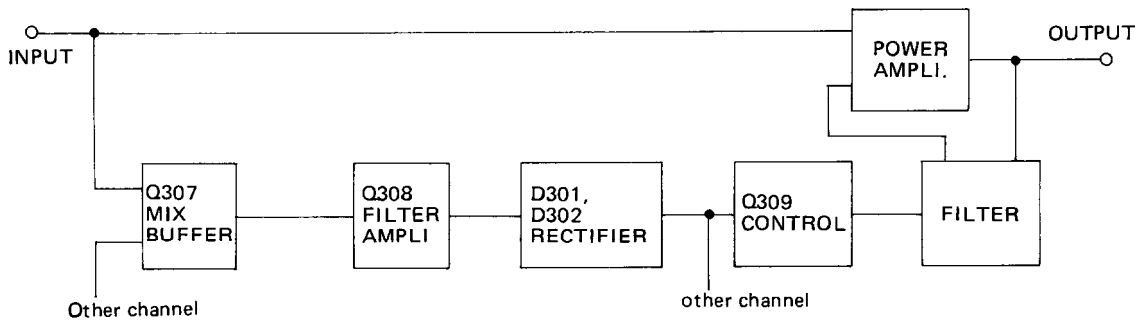 INPUT
POWER
AMPLI.
OUTPUT
Q307
MIX
BUFFER
Q308
FILTER
AMPLI
D301,
D302
RECTIFIER
Q309
CONTROL
FILTER
Other channel
other channel